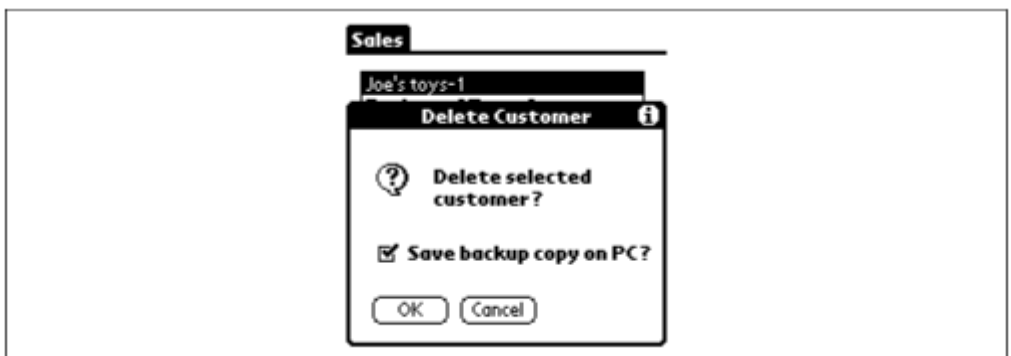 Sales
Joe's toys-1
Delete Customer
Delete selected
customer?
Save backup copy on PC?
OK Cancel